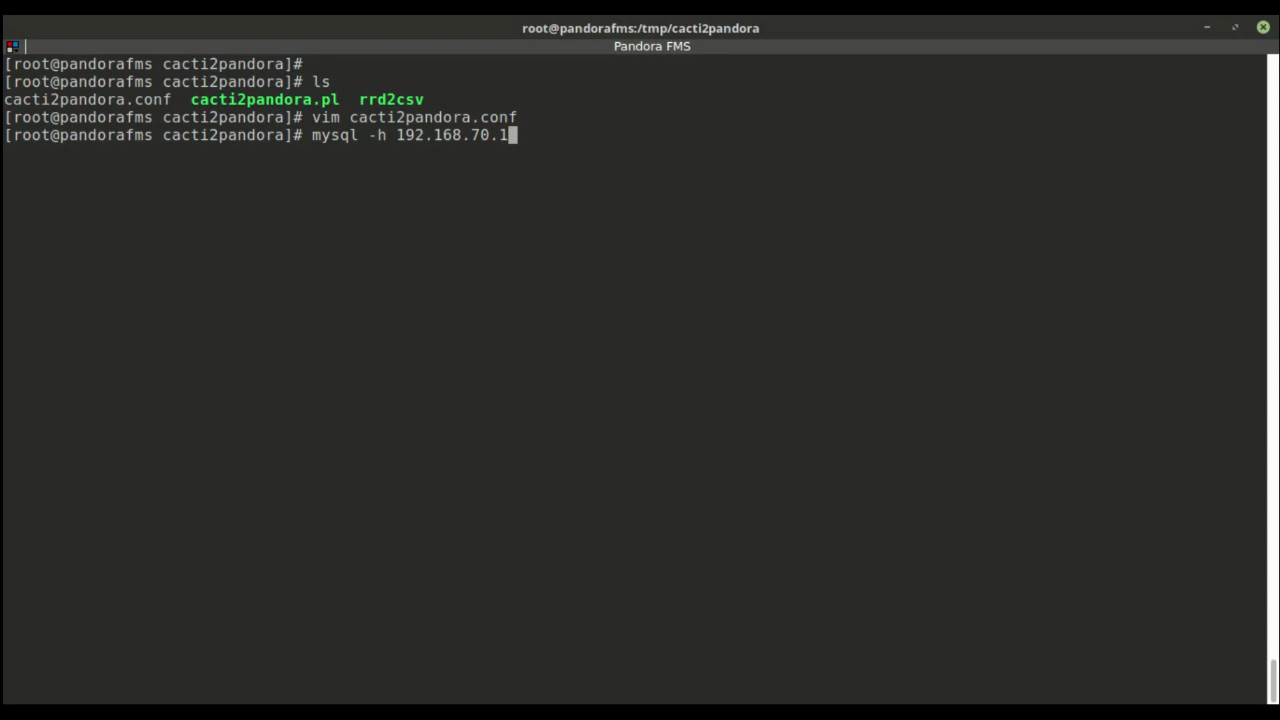 root@pandorafms:/tmp/cacti2pandora
Pandora FMS
[root@pandorafms cacti2pandora]#
[root@pandorafms cacti2pandora]# ls
cacti2pandora.conf  cacti2pandora.pl  rrd2csv
[root@pandorafms cacti2pandora]# vim cacti2pandora.conf
[root@pandorafms cacti2pandora]# mysql -h 192.168.70.1